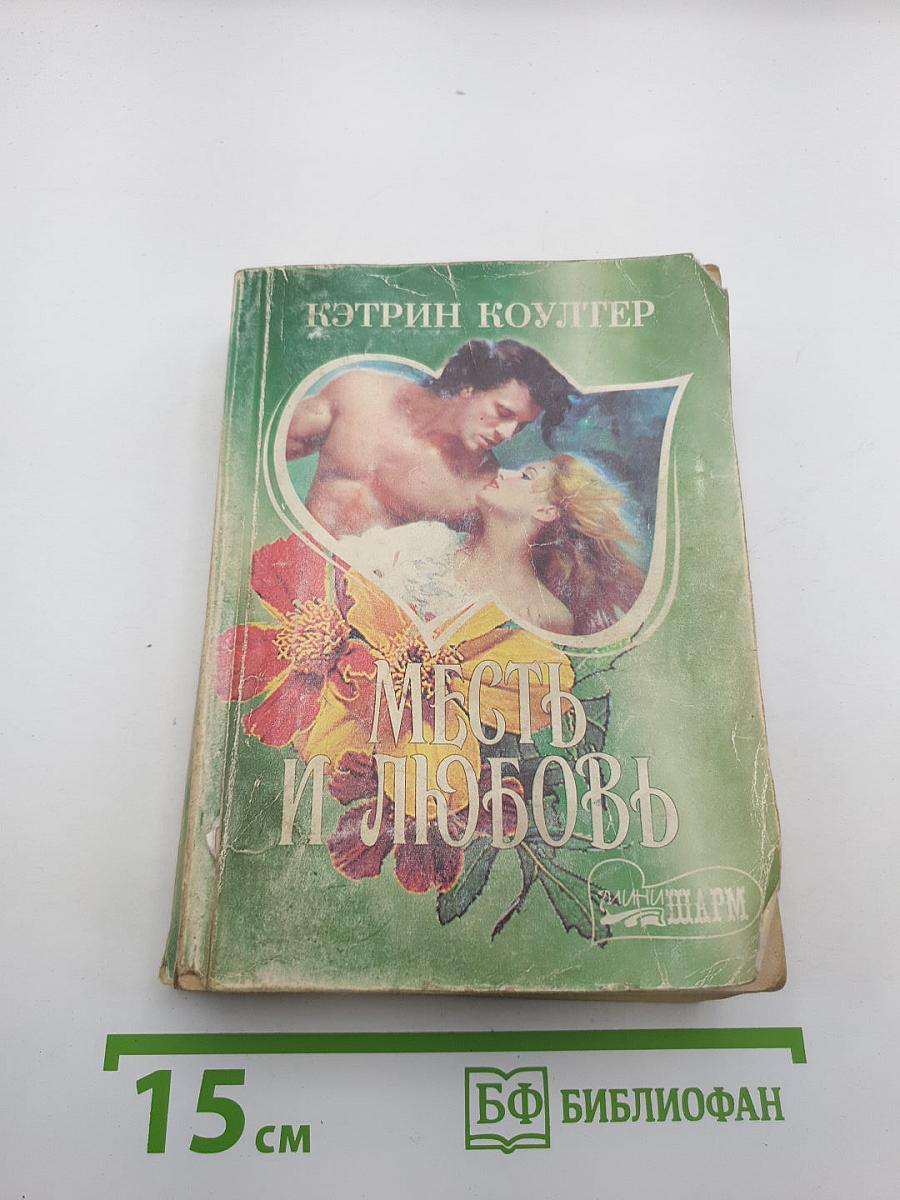 КЭТРИН КОУЛТЕР
МЕСТЬ
И ЛЮБОВЬ
мини
ШАРМ
15 см
БФ БИБЛИОФАН